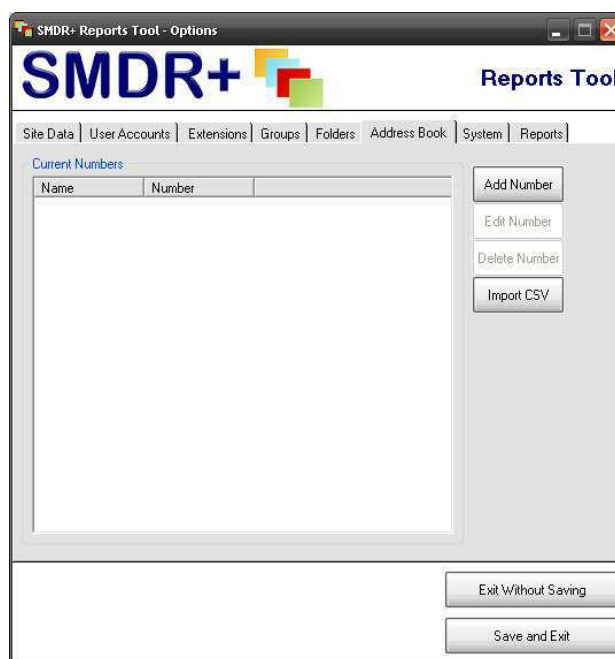 SMDR+ Reports Tool - Options
SMDR+
Reports Tool
Site Data User Accounts Extensions Groups Folders Address Book System Reports
Current Numbers
Name Number
Add Number
Edit Number
Delete Number
Import CSV
Exit Without Saving
Save and Exit